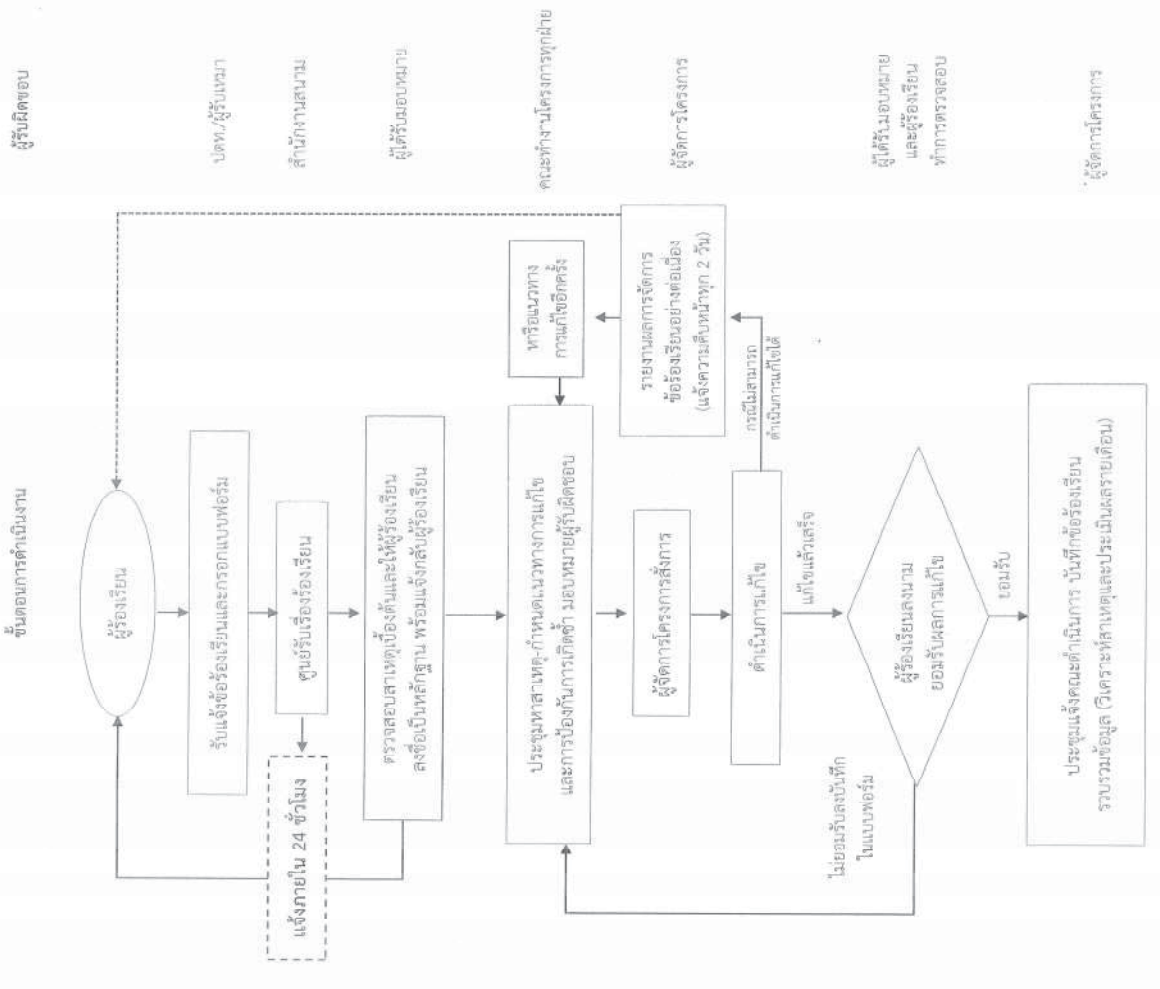 ขั้นตอนการดำเนินงาน
ผู้รับผิดชอบ
ผู้ร้องเรียน
รับแจ้งข้อร้องเรียนและกรอกแบบฟอร์ม
ปตท./ผู้รับเหมา
แจ้งภายใน 24 ชั่วโมง
ศูนย์รับเรื่องร้องเรียน
สำนักงานสนาม
ตรวจสอบสาเหตุเบื้องต้นและให้ผู้ร้องเรียน
ลงชื่อเป็นหลักฐาน พร้อมแจ้งกลับผู้ร้องเรียน
ผู้ได้รับมอบหมาย
ประชุมหาสาเหตุ-กำหนดแนวทางการแก้ไข
และการป้องกันการเกิดซ้ำ มอบหมายผู้รับผิดชอบ
หารือแนวทาง
การแก้ไขอีกครั้ง
คณะทำงานโครงการทุกฝ่าย
ผู้จัดการโครงการสั่งการ
รายงานผลการจัดการ
ข้อร้องเรียนอย่างต่อเนื่อง
(แจ้งความคืบหน้าทุก 2 วัน)
ผู้จัดการโครงการ
ดำเนินการแก้ไข
กรณีไม่สามารถ
ดำเนินการแก้ไขได้
แก้ไขแล้วเสร็จ
ไม่ยอมรับลงบันทึก
ในแบบฟอร์ม
ผู้ร้องเรียนลงนาม
ยอมรับผลการแก้ไข
ผู้ได้รับมอบหมาย
และผู้ร้องเรียน
ทำการตรวจสอบ
ยอมรับ
ประชุมแจ้งคณะดำเนินการ บันทึกข้อร้องเรียน
รวบรวมข้อมูล (วิเคราะห์สาเหตุและประเมินผลรายเดือน)
ผู้จัดการโครงการ